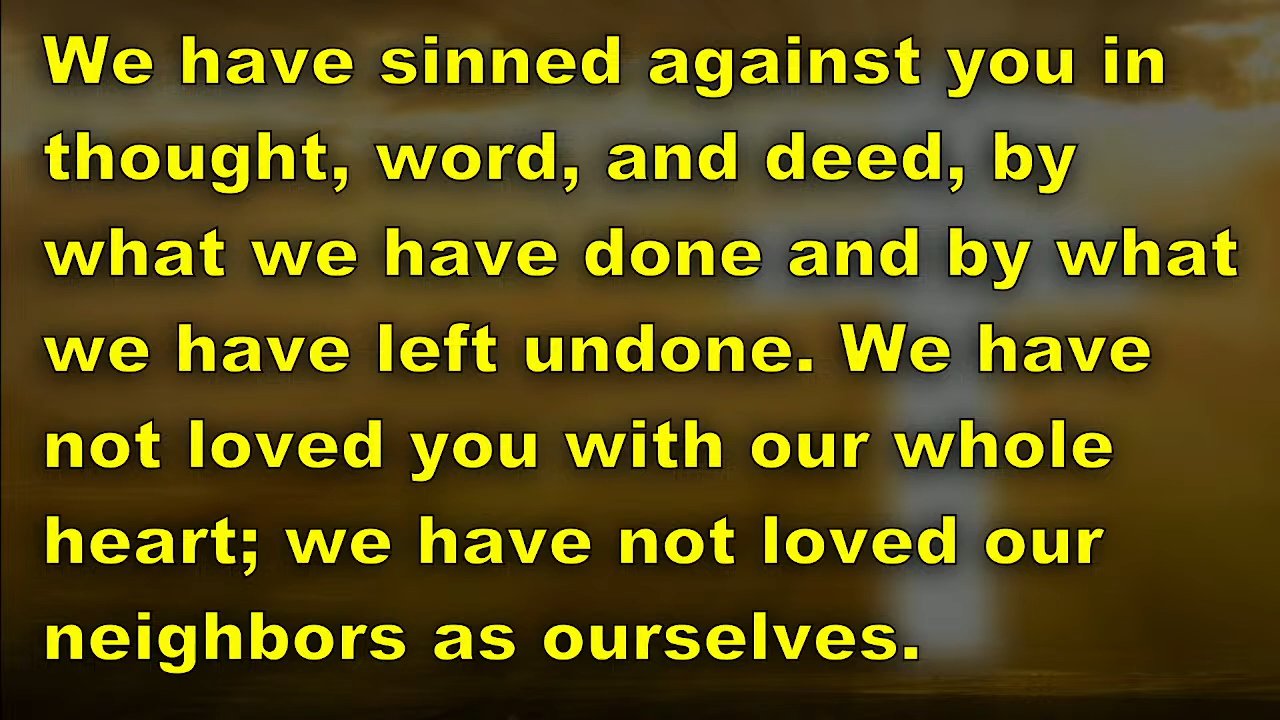 We have sinned against you in
thought, word, and deed, by
what we have done and by what
we have left undone. We have
not loved you with our whole
heart; we have not loved our
neighbors as ourselves.